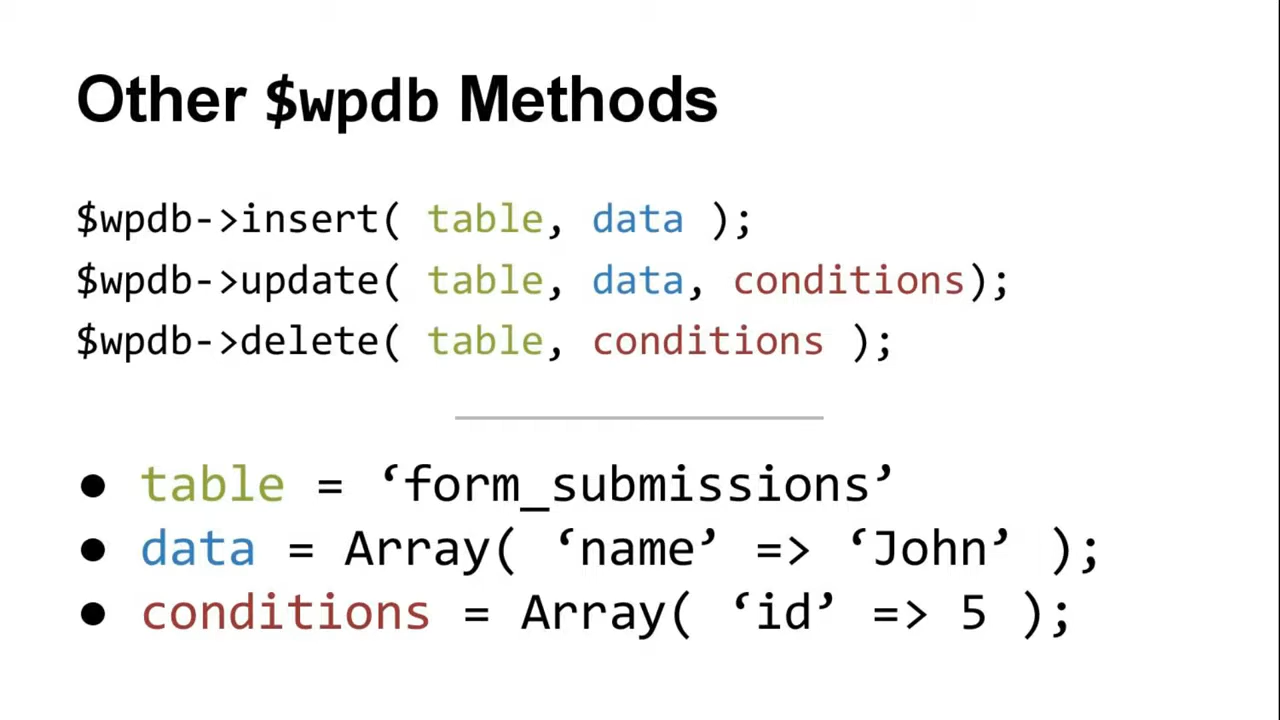 Other $wpdb Methods
$wpdb->insert( table, data );
$wpdb->update( table, data, conditions);
$wpdb->delete( table, conditions );
● table = ‘form_submissions’
● data = Array( ‘name’ => ‘John’ );
● conditions = Array( ‘id’ => 5 );